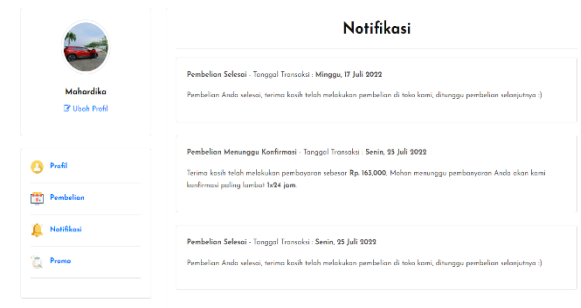 Notifikasi
Mahardika
Ubah Profil
Profil
Pembelian
Notifikasi
Promo
Pembelian Selesai - Tanggal Transaksi : Minggu, 17 Juli 2022
Pembelian Anda selesai, terima kasih telah melakukan pembelian di toko kami, ditunggu pembelian selanjutnya :)
Pembelian Menunggu Konfirmasi - Tanggal Transaksi : Senin, 25 Juli 2022
Terima kasih telah melakukan pembayaran sebesar Rp. 163,000. Mohon menunggu pembanyaran Anda akan kami
konfirmasi paling lambat 1x24 jam.
Pembelian Selesai - Tanggal Transaksi : Senin, 25 Juli 2022
Pembelian Anda selesai, terima kasih telah melakukan pembelian di toko kami, ditunggu pembelian selanjutnya :)